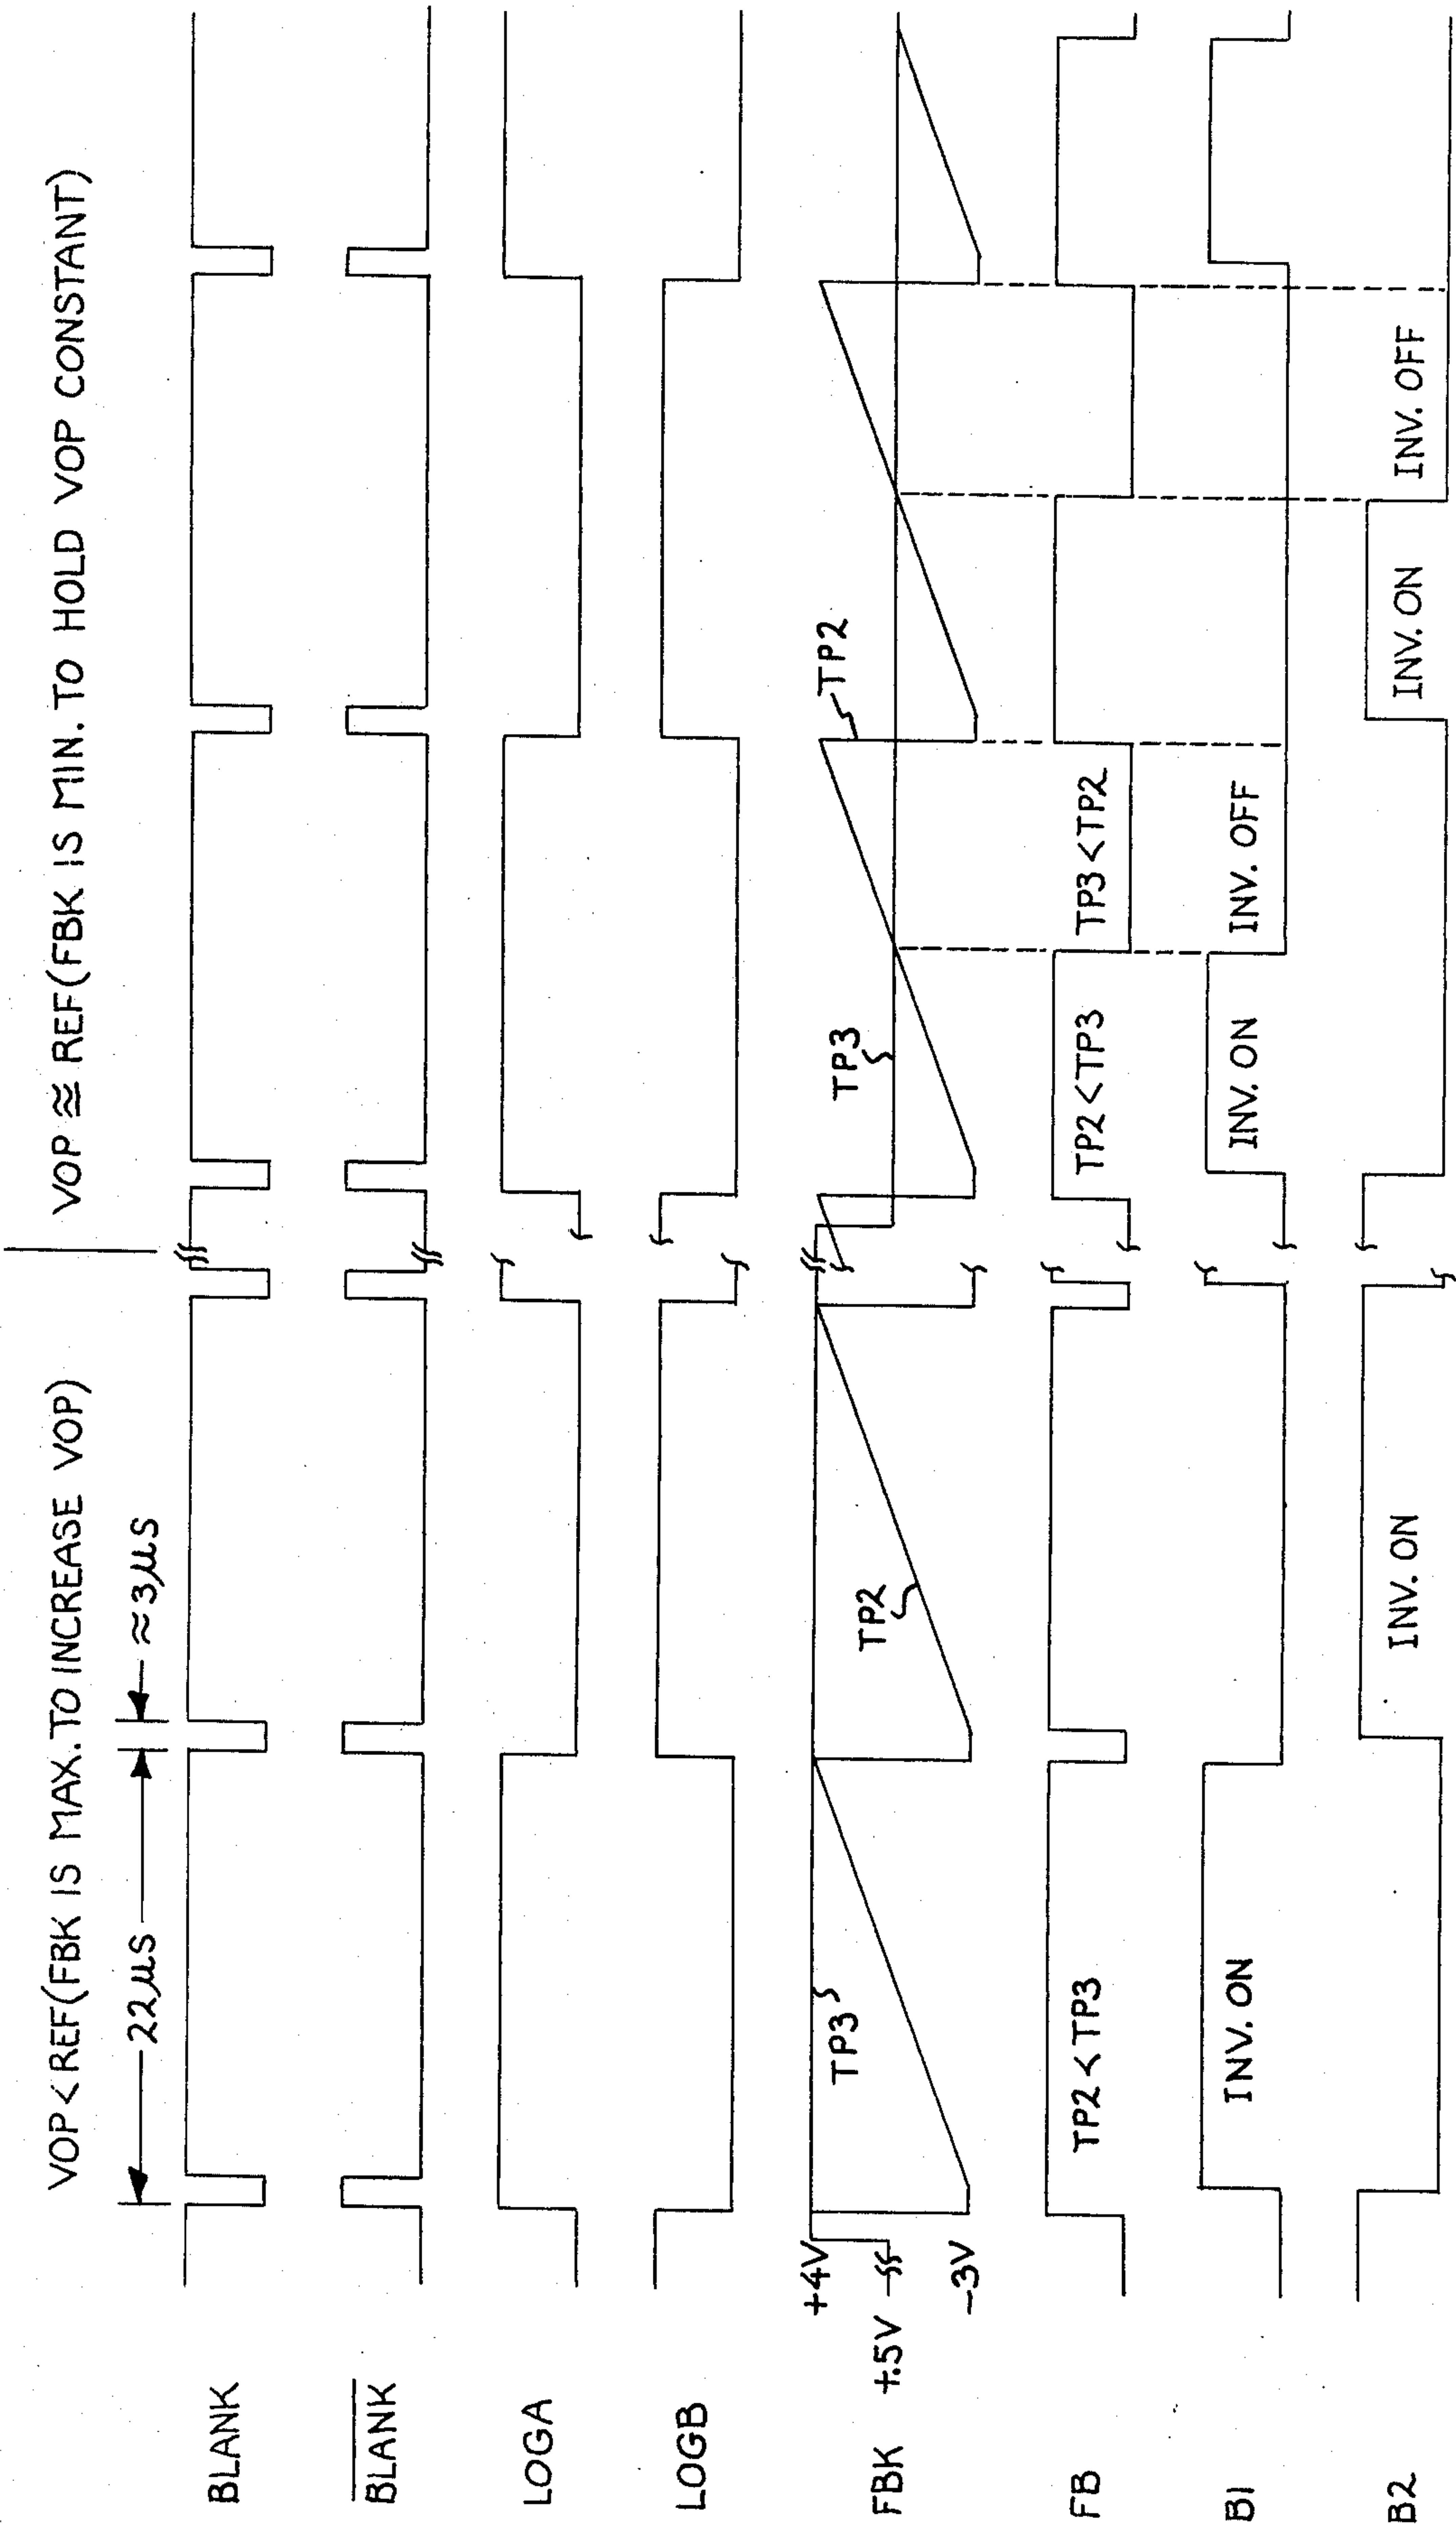 VOP < REF (FBK IS MAX. TO INCREASE VOP)
VOP ≅ REF (FBK IS MIN. TO HOLD VOP CONSTANT)
22µs
≈3µs
BLANK
B̅L̅A̅N̅K̅
LOGA
LOGB
FBK
+4V
+.5V
-3V
TP3
TP2
TP3
TP2
FB
TP2 < TP3
TP2 < TP3
TP3 < TP2
B1
INV. ON
INV. ON
INV. OFF
B2
INV. ON
INV. ON
INV. OFF